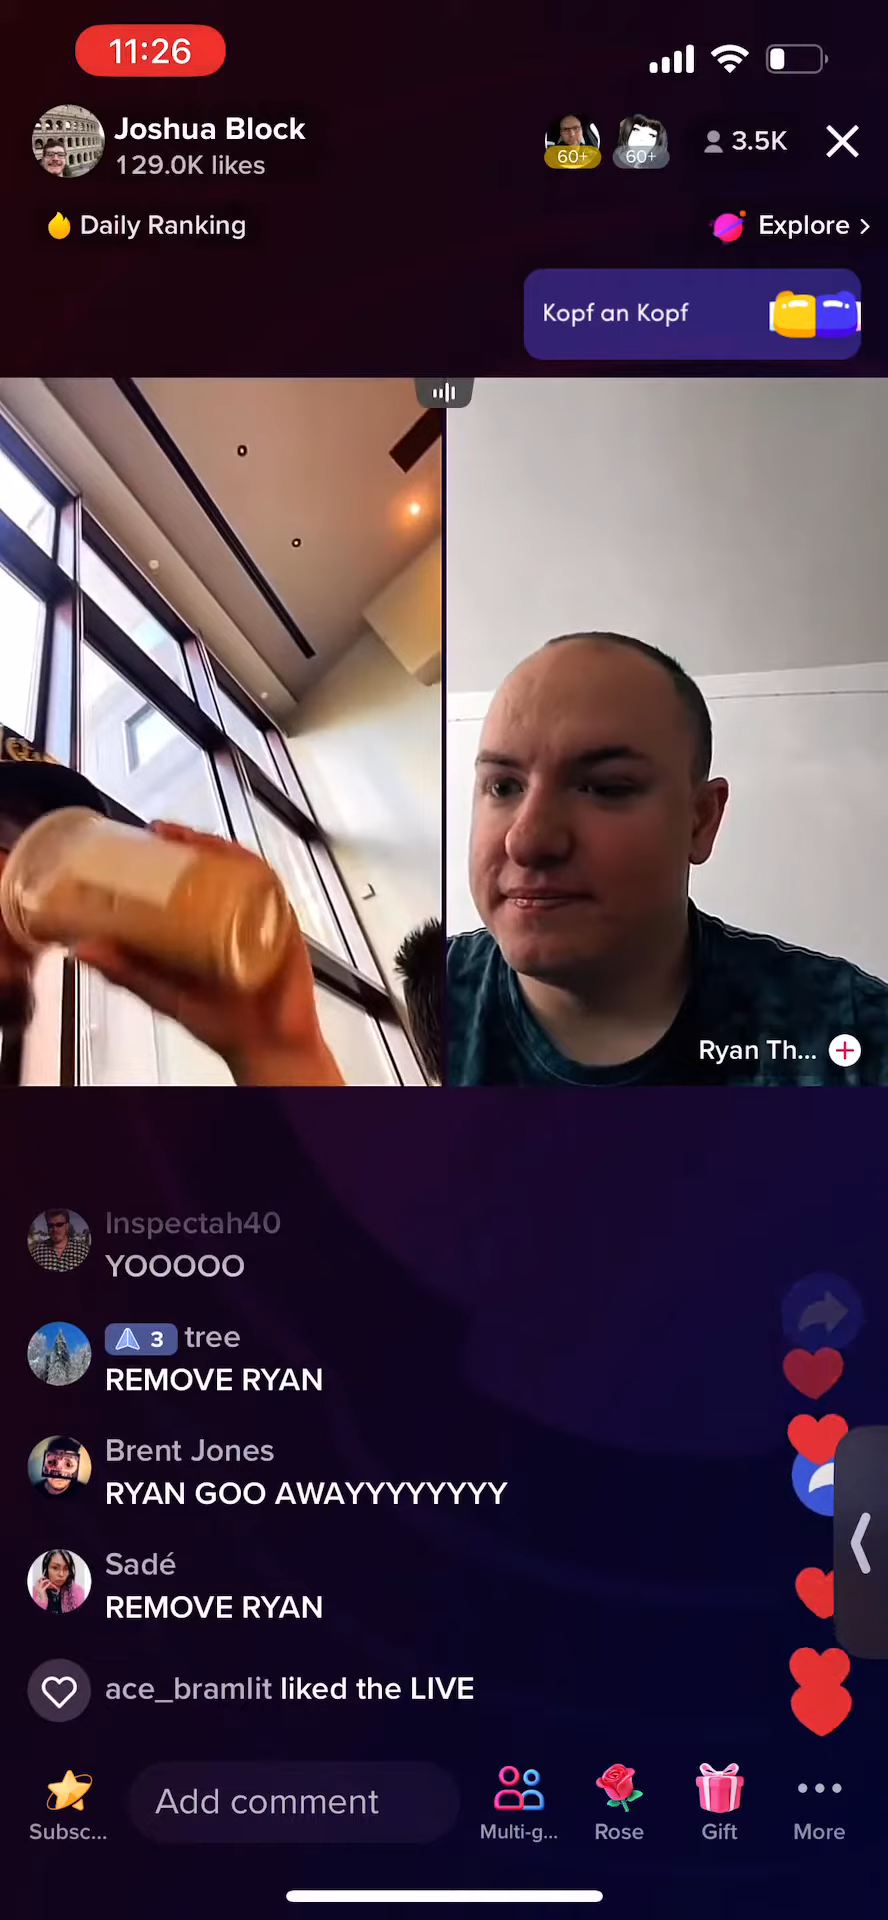 11:26
Joshua Block
129.0K likes
60+
60+
3.5K
Daily Ranking
Explore >
Kopf an Kopf
Ryan Th...
Inspectah40
YOOOOO
3 tree
REMOVE RYAN
Brent Jones
RYAN GOO AWAYYYYYYYY
Sadé
REMOVE RYAN
ace_bramlit liked the LIVE
Add comment
Subsc...
Multi-g...
Rose
Gift
More